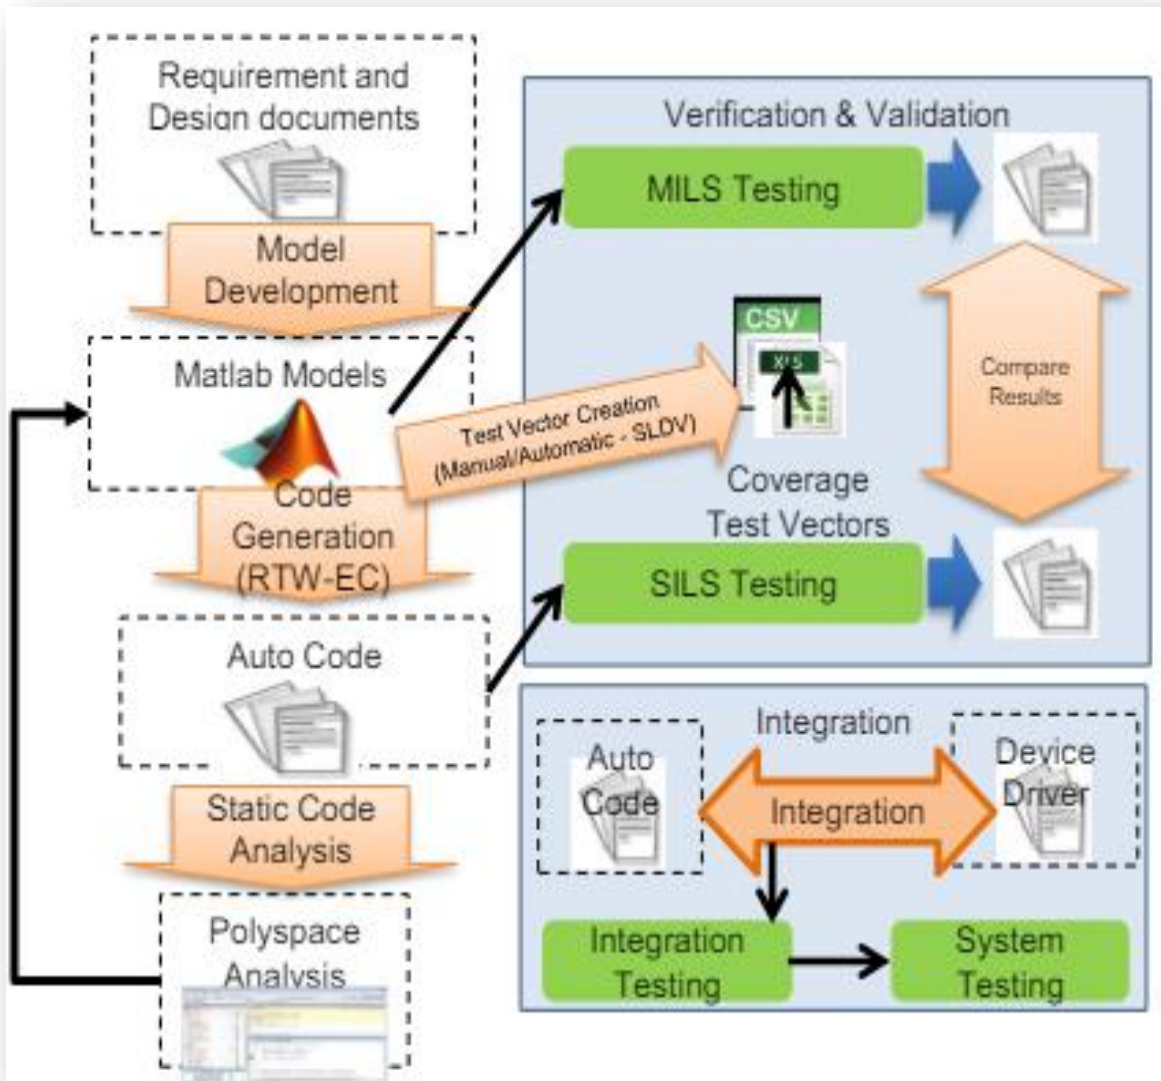 Requirement and
Design documents
Model
Development
Matlab Models
Code
Generation
(RTW-EC)
Auto Code
Static Code
Analysis
Polyspace
Analysis
Verification & Validation
MILS Testing
CSV
XLS
Test Vector Creation
(Manual/Automatic - SLDV)
Coverage
Test Vectors
Compare
Results
SILS Testing
Integration
Auto
Code
Integration
Device
Driver
Integration
Testing
System
Testing